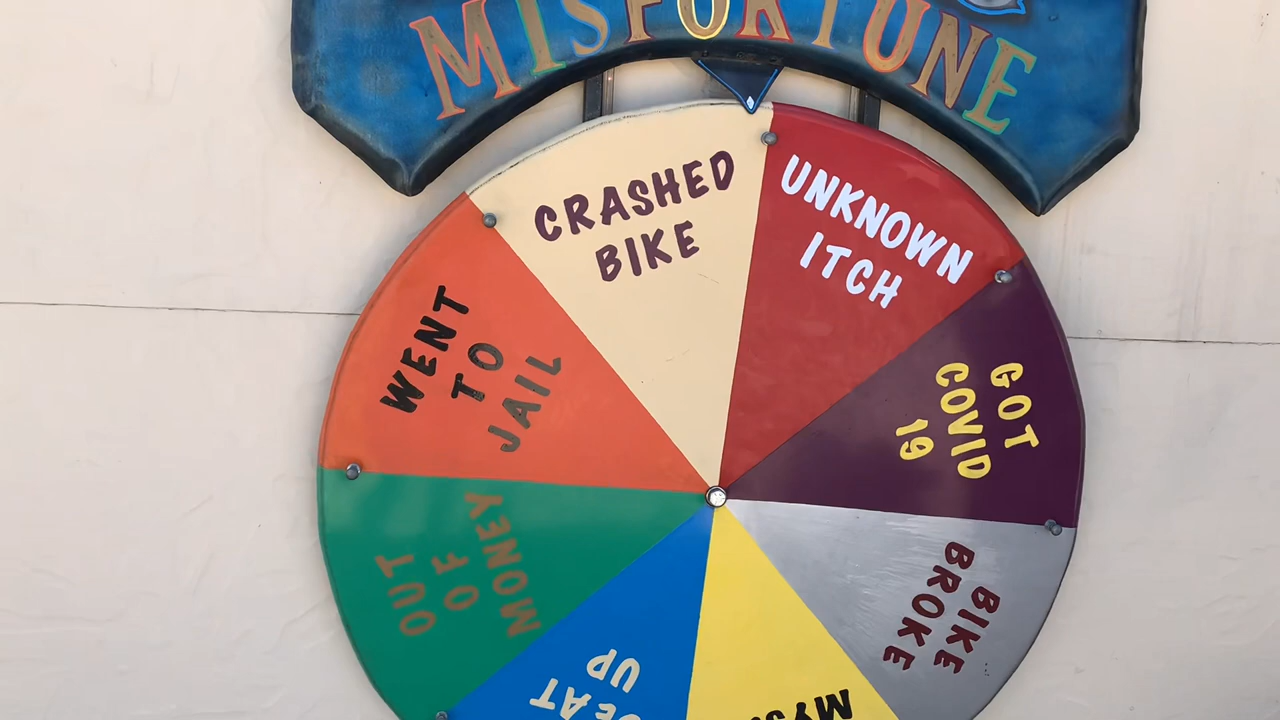 MISFORTUNE
CRASHED
BIKE
UNKNOWN
ITCH
GOT
COVID
19
BIKE
BROKE
WENT
TO
JAIL
OUT
OF
MONEY
UP